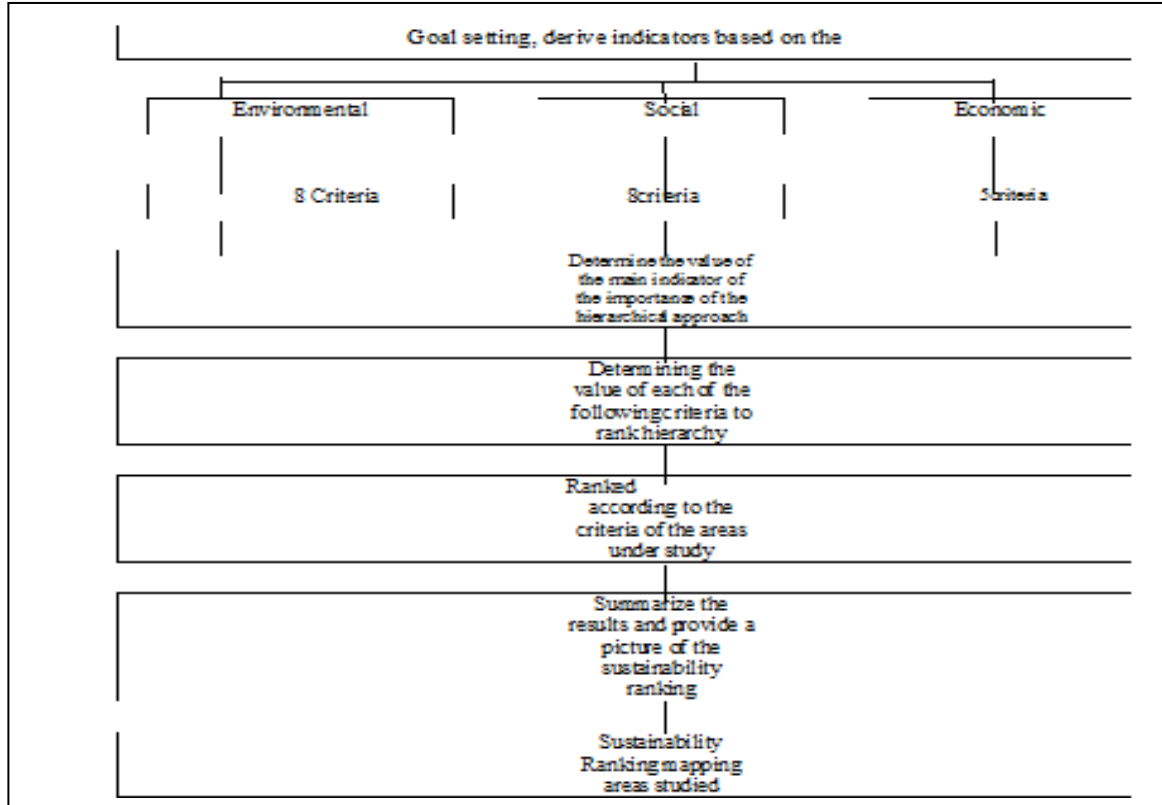 Goal setting, derive indicators based on the
Environmental
Social
Economic
8 Criteria
8criteria
5criteria
Determine the value of
the main indicator of
the importance of the
hierarchical approach
Determining the
value of each of the
following criteria to
rank hierarchy
Ranked
according to the
criteria of the areas
under study
Summarize the
results and provide a
picture of the
sustainability
ranking
Sustainability
Ranking mapping
areas studied